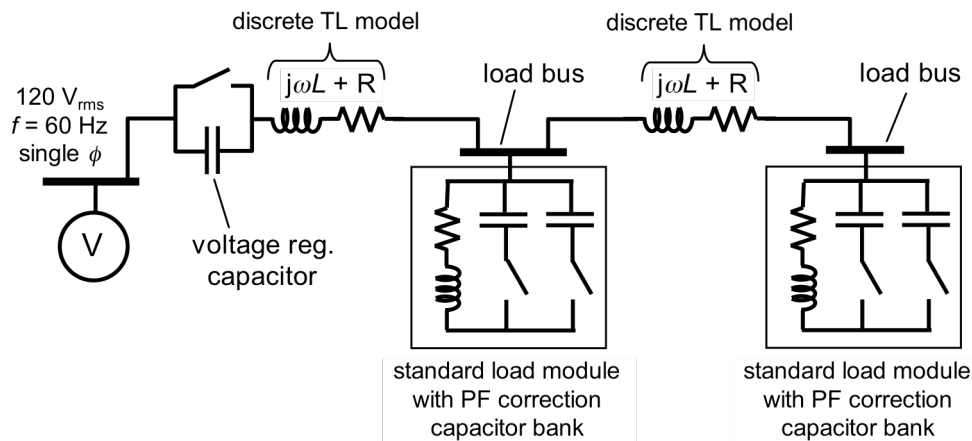 discrete TL model
jωL + R
120 Vrms
f = 60 Hz
single ϕ
V
voltage reg.
capacitor
load bus
standard load module
with PF correction
capacitor bank
discrete TL model
jωL + R
load bus
standard load module
with PF correction
capacitor bank